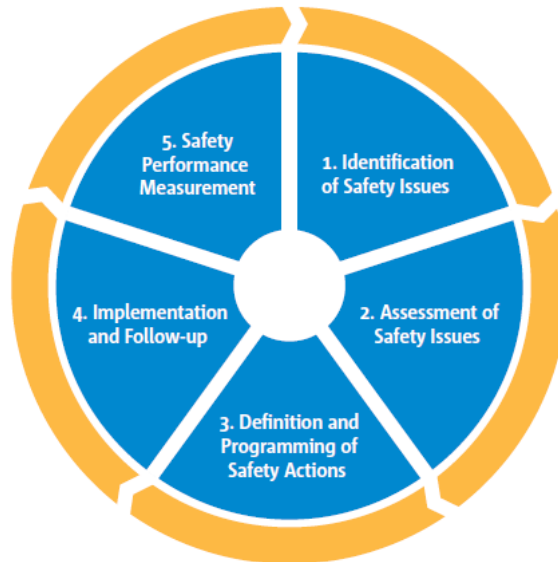 1. Identification
of Safety Issues
2. Assessment of
Safety Issues
3. Definition and
Programming of
Safety Actions
4. Implementation
and Follow-up
5. Safety
Performance
Measurement